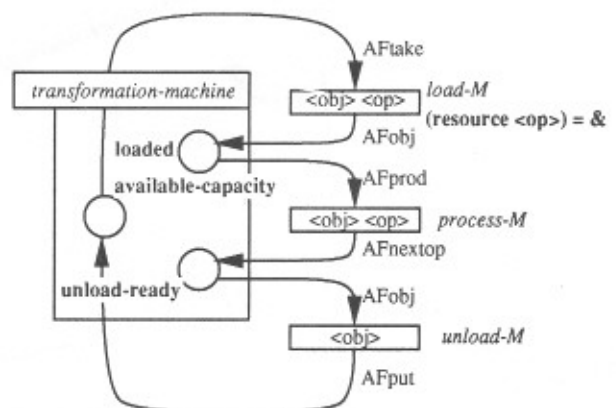 AFtake
transformation-machine
<obj> <op>
load-M
(resource <op>) = &
AFobj
loaded
available-capacity
AFprod
<obj> <op>
process-M
AFnextop
unload-ready
AFobj
<obj>
unload-M
AFput